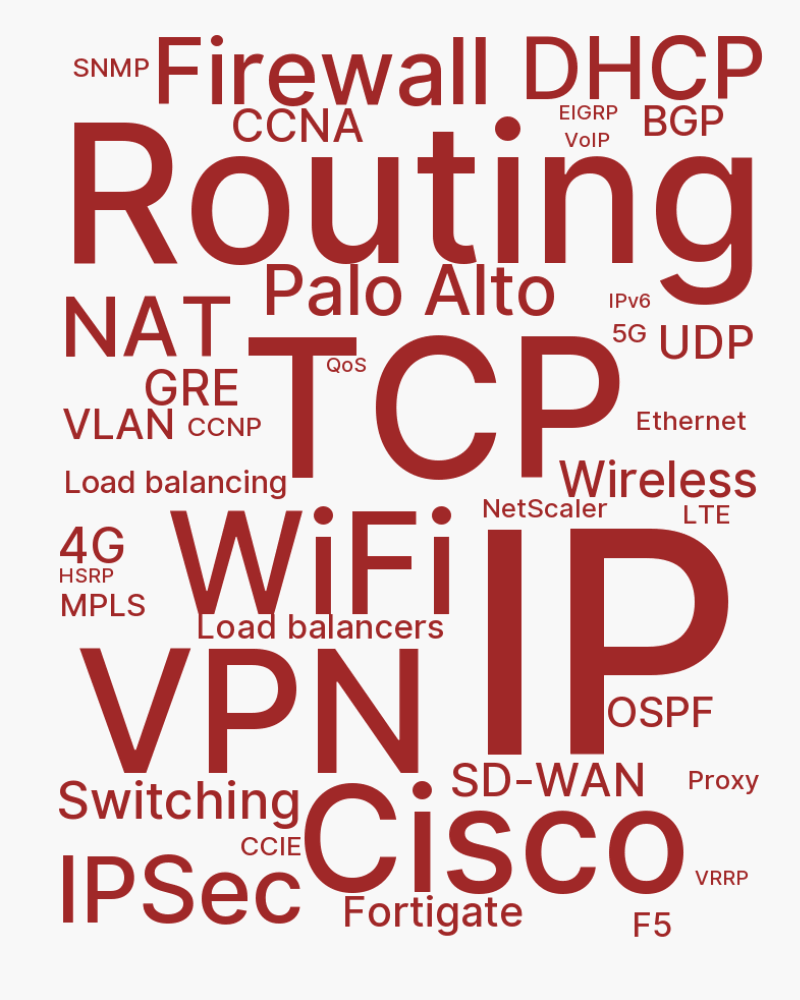 SNMP
Firewall
DHCP
CCNA
EIGRP
BGP
VoIP
Routing
Palo Alto
NAT
IPv6
5G
UDP
TCP
QoS
GRE
VLAN
CCNP
Ethernet
Load balancing
Wireless
NetScaler
LTE
4G
WiFi
IP
HSRP
MPLS
Load balancers
VPN
OSPF
SD-WAN
Proxy
Switching
Cisco
CCIE
IPSec
VRRP
Fortigate
F5